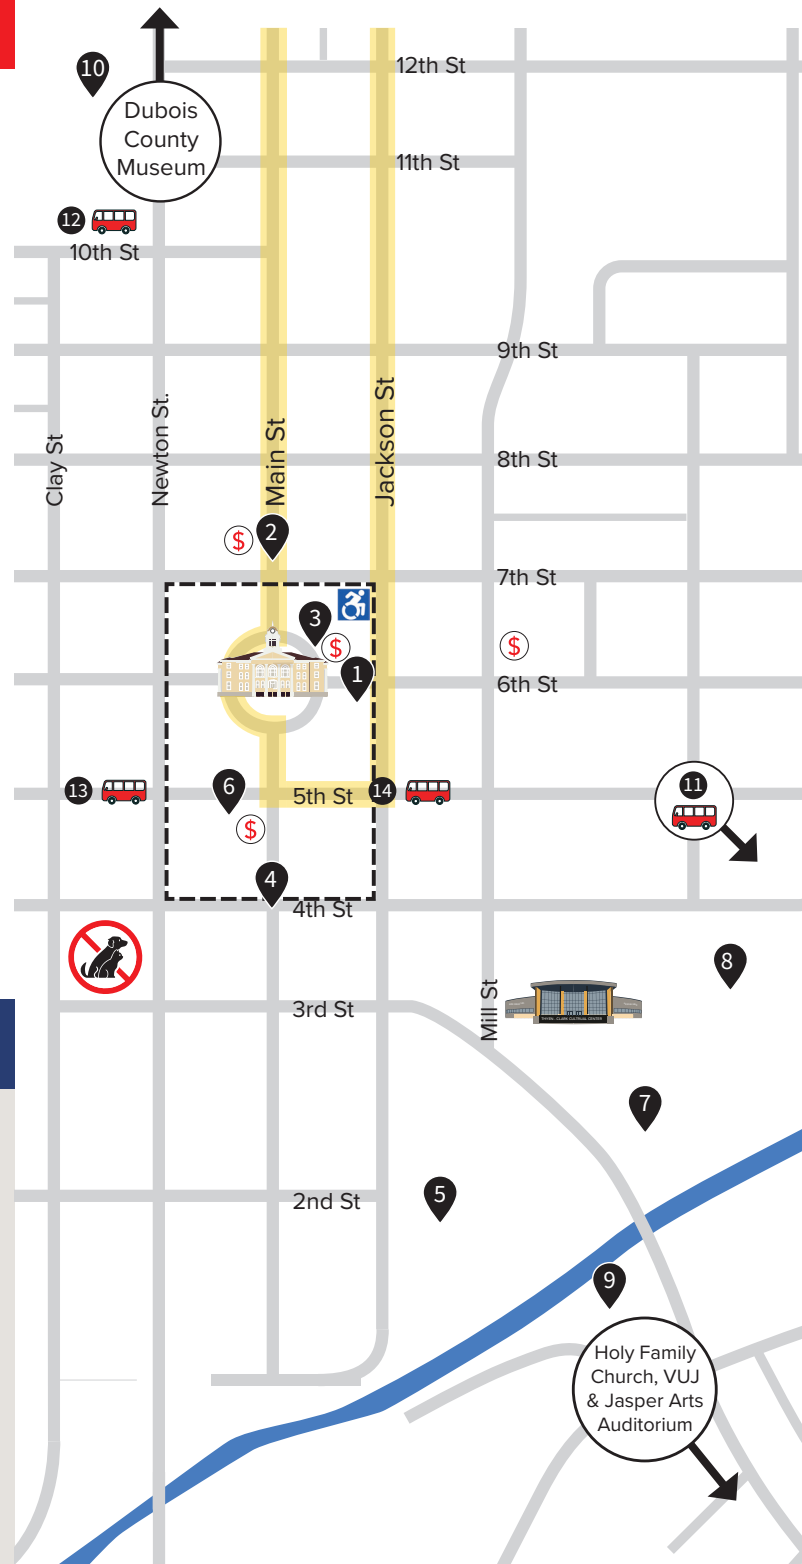 10
12th St
Dubois
County
Museum
11th St
12
10th St
9th St
Clay St
Newton St.
Main St
Jackson St
8th St
$
2
7th St
3
$
$
1
6th St
13
6
5th St
14
11
$
4
4th St
8
3rd St
Mill St
7
5
2nd St
9
Holy Family
Church, VUJ
& Jasper Arts
Auditorium